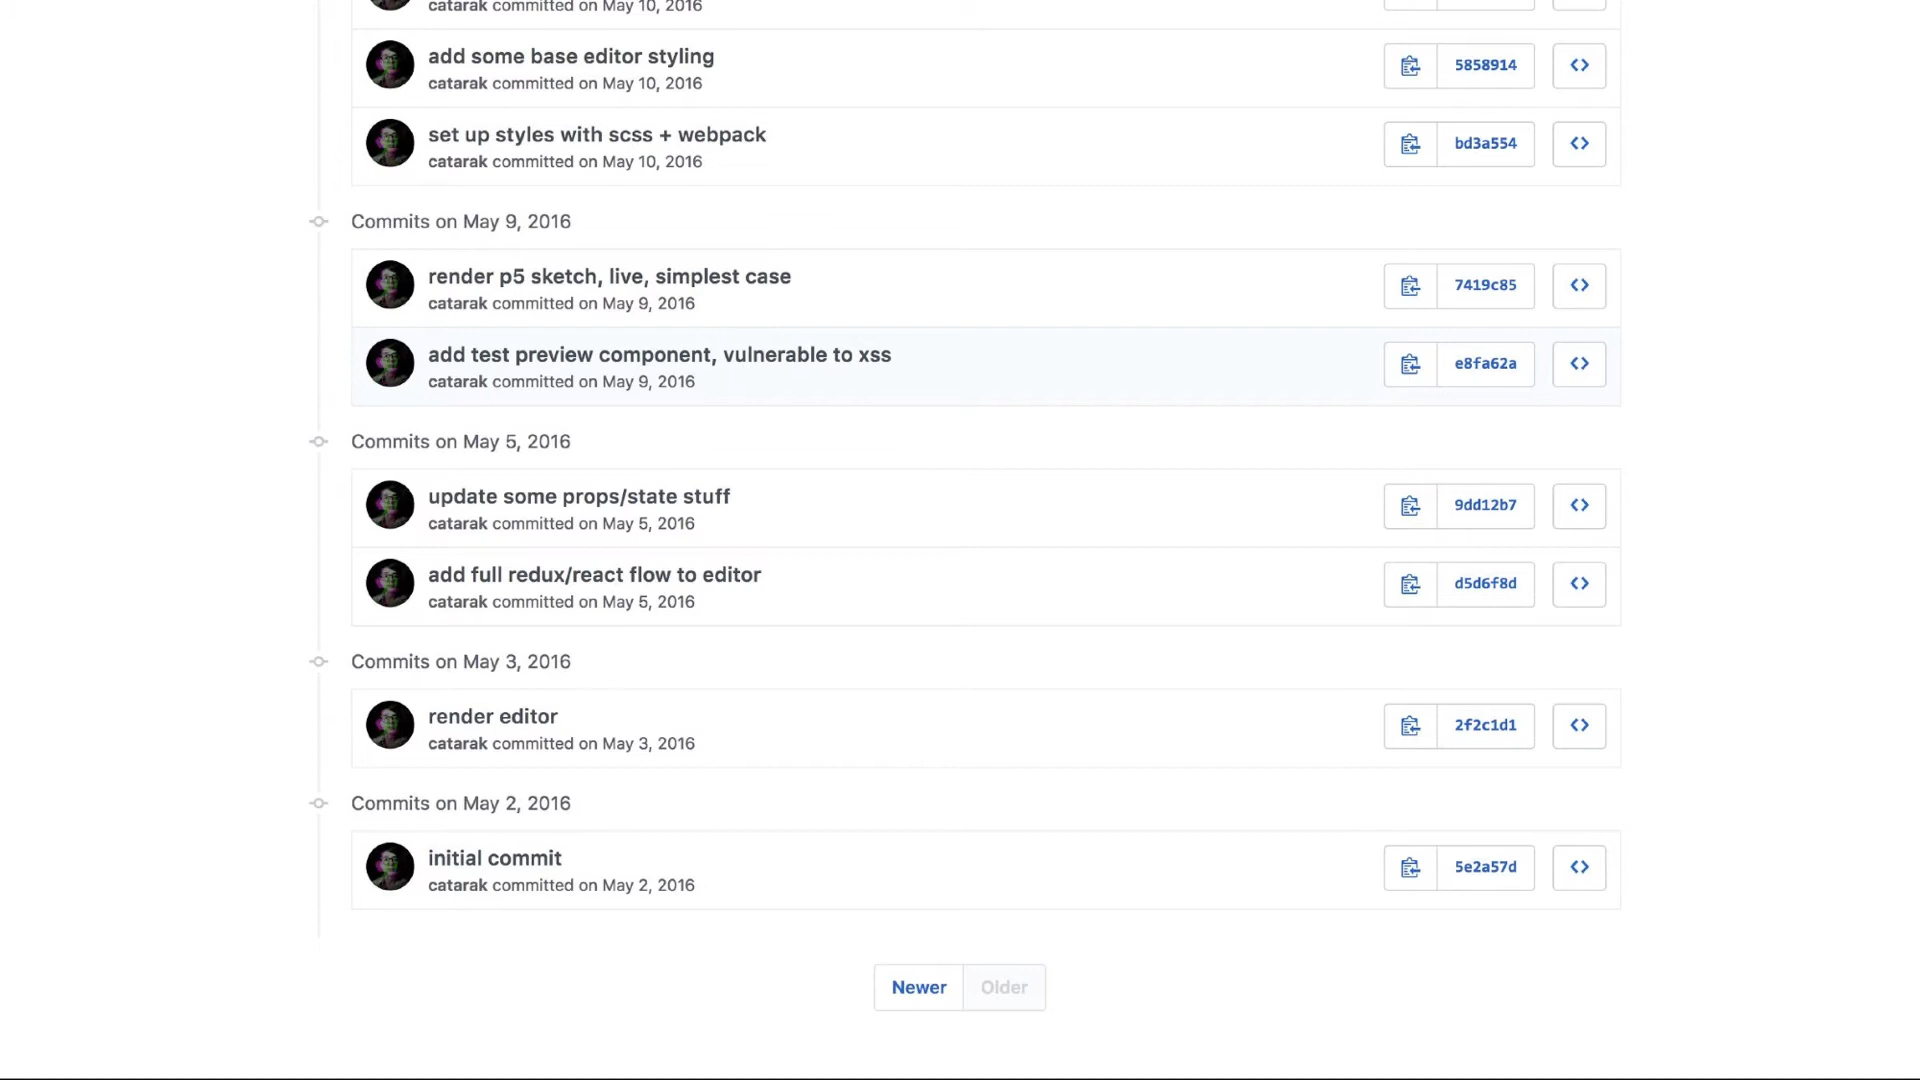 catarak committed on May 10, 2016
add some base editor styling
catarak committed on May 10, 2016
5858914
set up styles with scss + webpack
catarak committed on May 10, 2016
bd3a554
Commits on May 9, 2016
render p5 sketch, live, simplest case
catarak committed on May 9, 2016
7419c85
add test preview component, vulnerable to xss
catarak committed on May 9, 2016
e8fa62a
Commits on May 5, 2016
update some props/state stuff
catarak committed on May 5, 2016
9dd12b7
add full redux/react flow to editor
catarak committed on May 5, 2016
d5d6f8d
Commits on May 3, 2016
render editor
catarak committed on May 3, 2016
2f2c1d1
Commits on May 2, 2016
initial commit
catarak committed on May 2, 2016
5e2a57d
Newer
Older